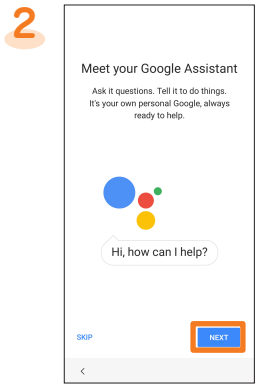 2
Meet your Google Assistant
Ask it questions. Tell it to do things.
It's your own personal Google, always
ready to help.
Hi, how can I help?
SKIP
NEXT